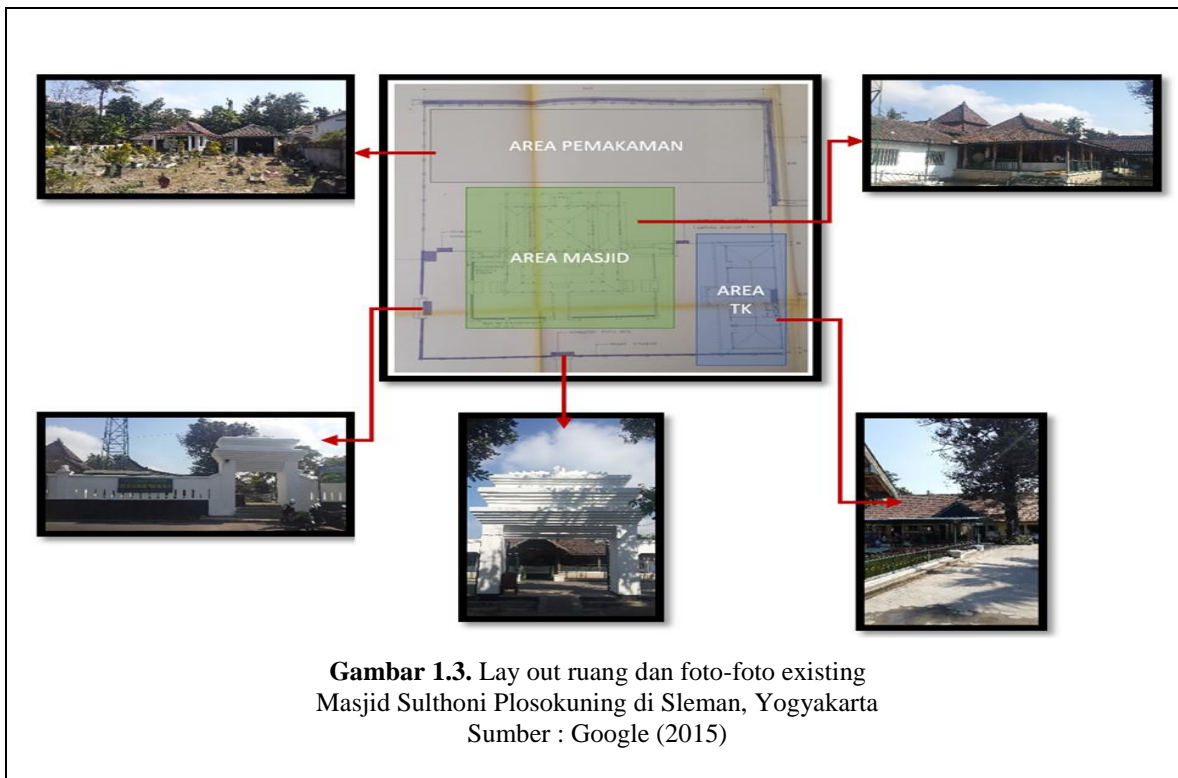 AREA PEMAKAMAN
AREA MASJID
AREA
TK
Gambar 1.3. Lay out ruang dan foto-foto existing
Masjid Sulthoni Plosokuning di Sleman, Yogyakarta
Sumber : Google (2015)